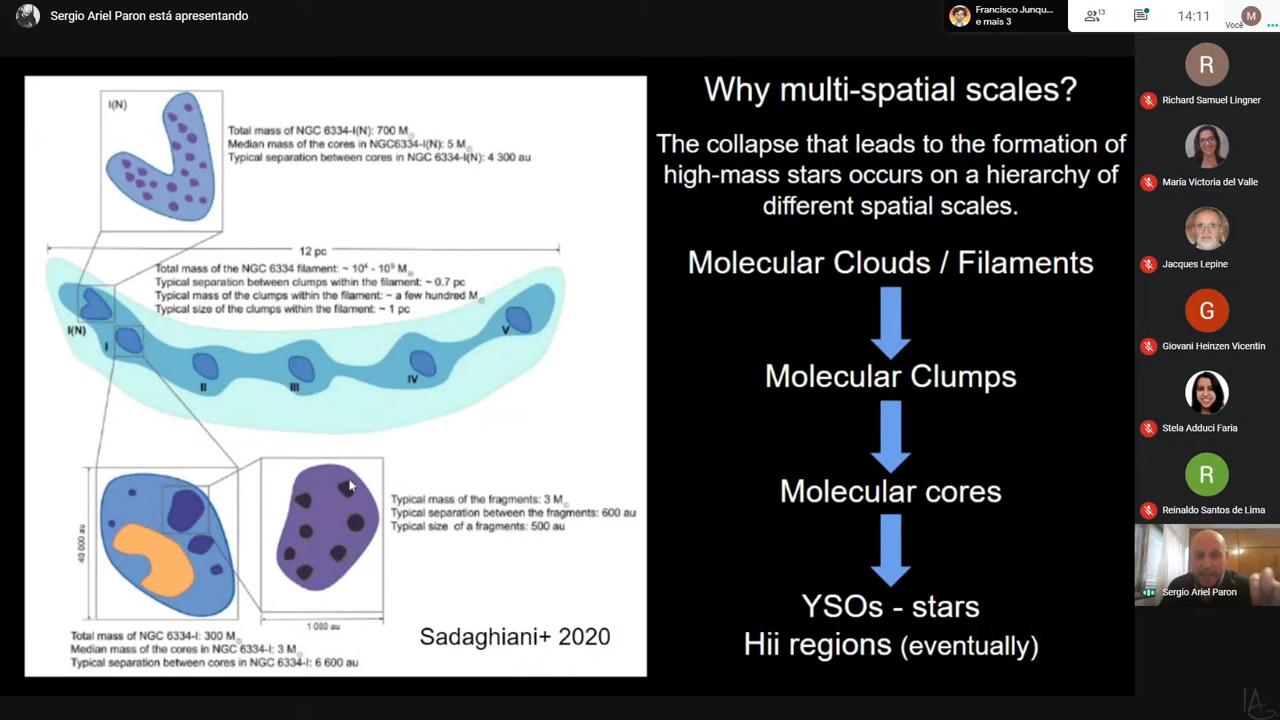 Sergio Ariel Paron está apresentando
Francisco Junqu...
e mais 3
13
14:11
Você
M
I(N)
Total mass of NGC 6334-I(N): 700 M⊙
Median mass of the cores in NGC6334-I(N): 5 M⊙
Typical separation between cores in NGC 6334-I(N): 4 300 au
12 pc
Total mass of the NGC 6334 filament: ~ 10⁴ - 10⁵ M⊙
Typical separation between clumps within the filament: ~ 0.7 pc
Typical mass of the clumps within the filament: ~ a few hundred M⊙
Typical size of the clumps within the filament: ~ 1 pc
I(N)
I
II
III
IV
V
40 000 au
Typical mass of the fragments: 3 M⊙
Typical separation between the fragments: 600 au
Typical size of a fragments: 500 au
1 000 au
Total mass of NGC 6334-I: 300 M⊙
Median mass of the cores in NGC 6334-I: 3 M⊙
Typical separation between cores in NGC 6334-I: 6 600 au
Sadaghiani+ 2020
Why multi-spatial scales?
The collapse that leads to the formation of
high-mass stars occurs on a hierarchy of
different spatial scales.
Molecular Clouds / Filaments
Molecular Clumps
Molecular cores
YSOs - stars
Hii regions (eventually)
R
Richard Samuel Lingner
María Victoria del Valle
Jacques Lepine
G
Giovani Heinzen Vicentin
Stela Adduci Faria
R
Reinaldo Santos de Lima
Sergio Ariel Paron
IAG